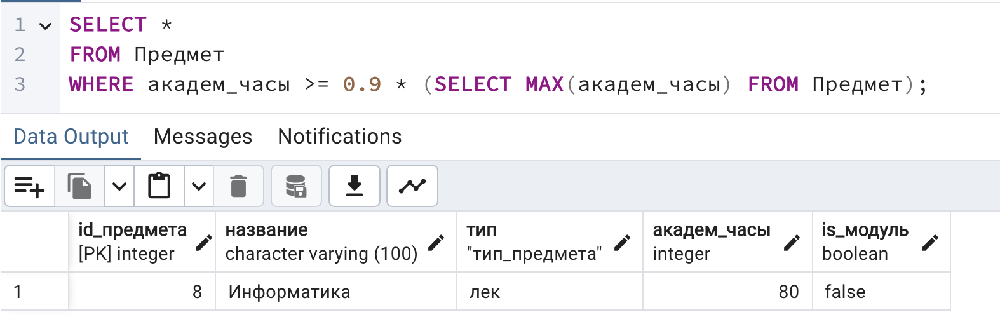 1 SELECT *
2 FROM Предмет
3 WHERE академ_часы >= 0.9 * (SELECT MAX(академ_часы) FROM Предмет);
Data Output Messages Notifications
id_предмета название тип академ_часы is_модуль
[PK] integer character varying (100) "тип_предмета" integer boolean
1 8 Информатика лек 80 false